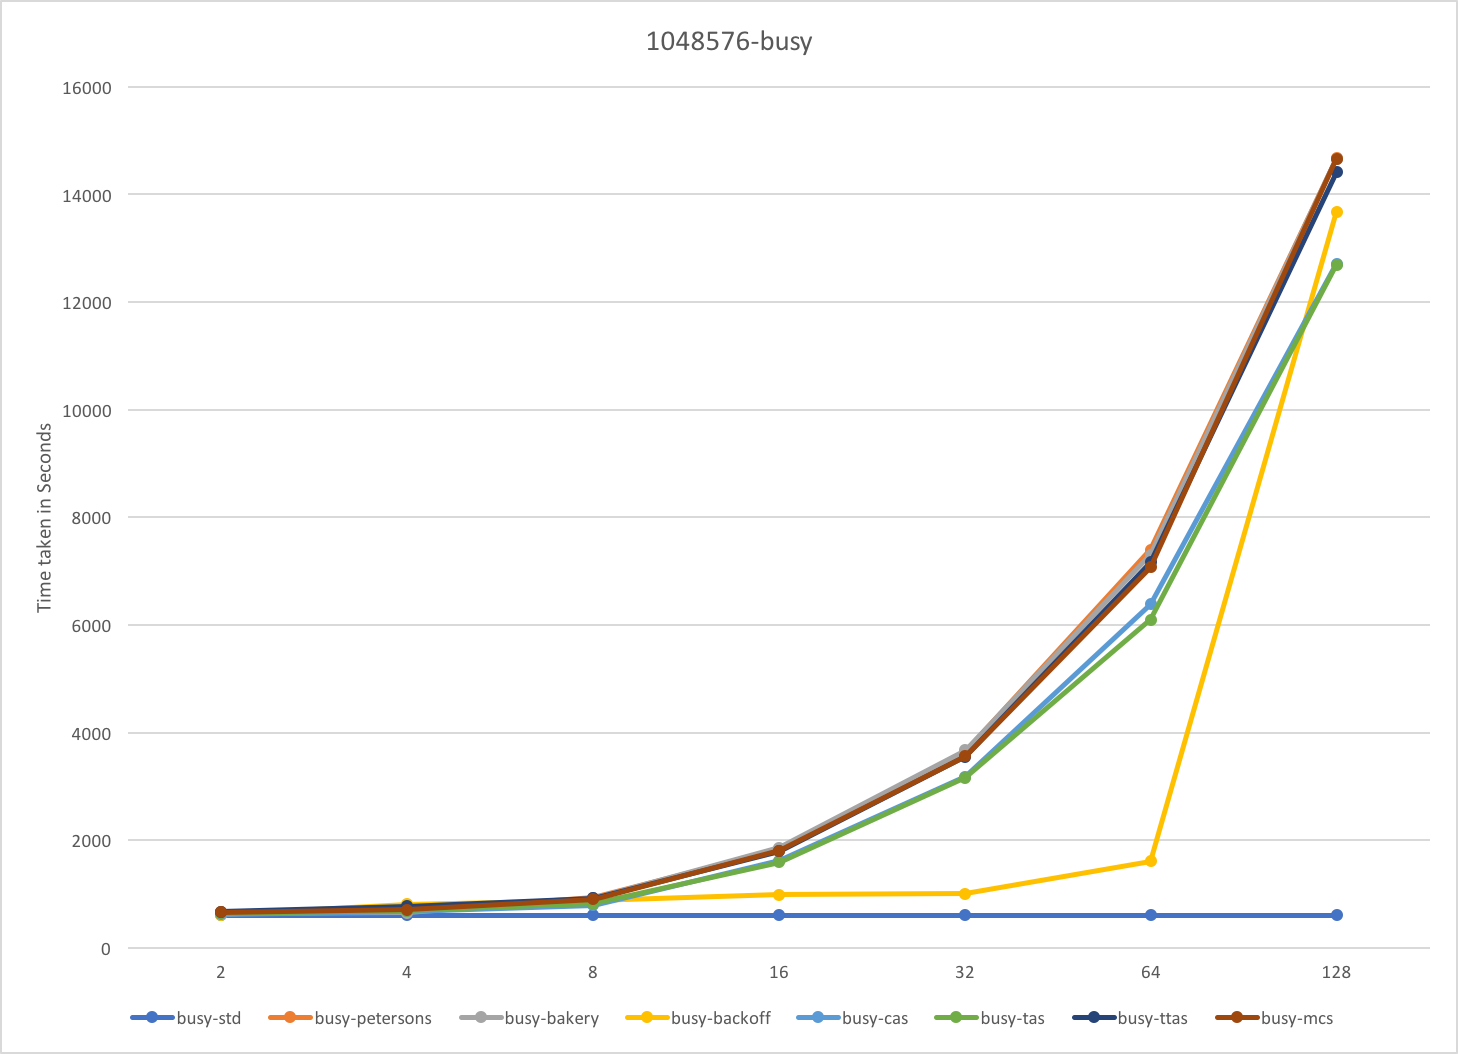 1048576-busy
16000
14000
12000
10000
8000
6000
4000
2000
0
Time taken in Seconds
2 4 8 16 32 64 128
busy-std busy-petersons busy-bakery busy-backoff busy-cas busy-tas busy-ttas busy-mcs